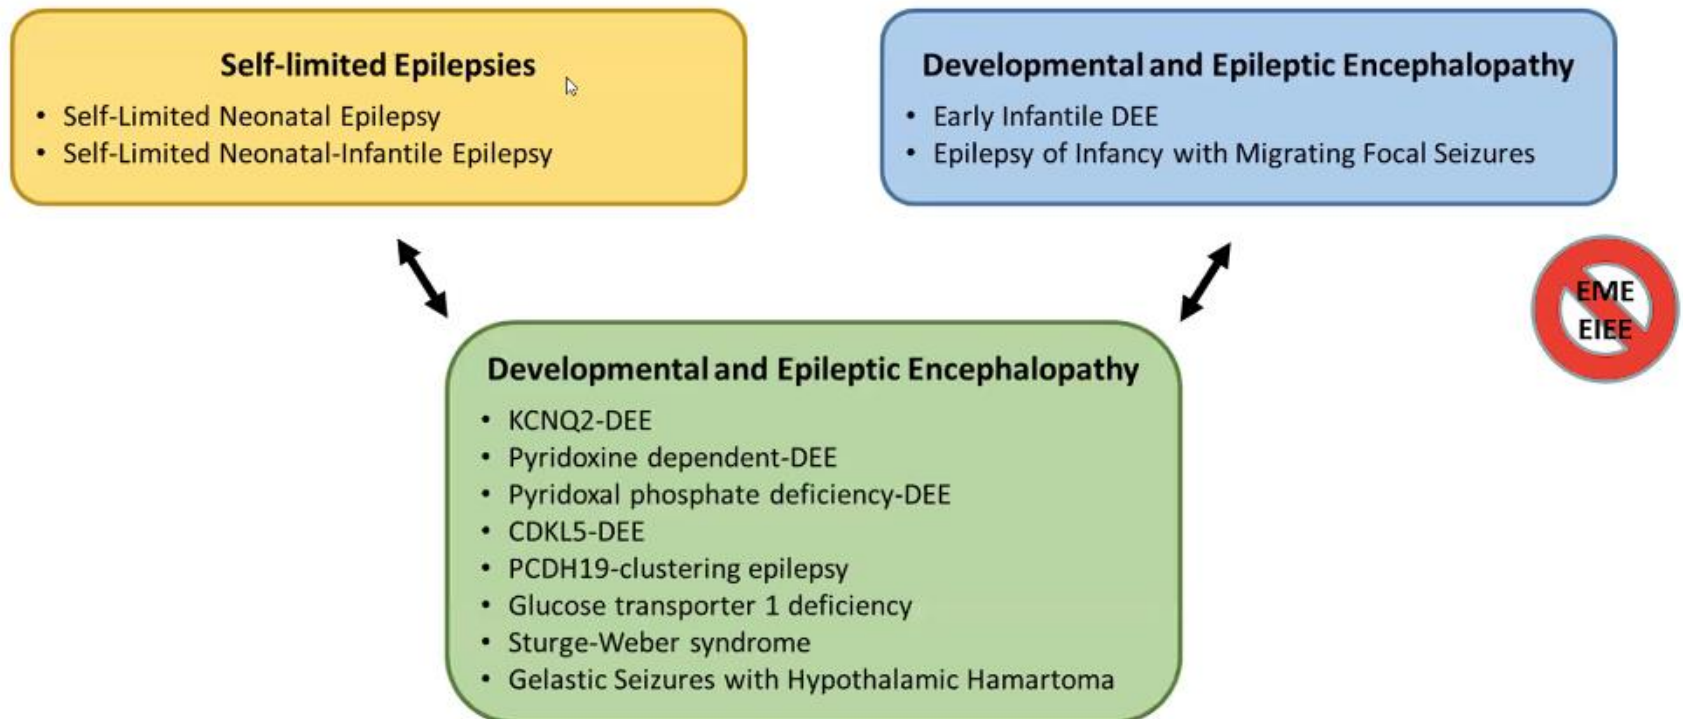 Self-limited Epilepsies
• Self-Limited Neonatal Epilepsy
• Self-Limited Neonatal-Infantile Epilepsy
Developmental and Epileptic Encephalopathy
• Early Infantile DEE
• Epilepsy of Infancy with Migrating Focal Seizures
EME
EIEE
Developmental and Epileptic Encephalopathy
• KCNQ2-DEE
• Pyridoxine dependent-DEE
• Pyridoxal phosphate deficiency-DEE
• CDKL5-DEE
• PCDH19-clustering epilepsy
• Glucose transporter 1 deficiency
• Sturge-Weber syndrome
• Gelastic Seizures with Hypothalamic Hamartoma